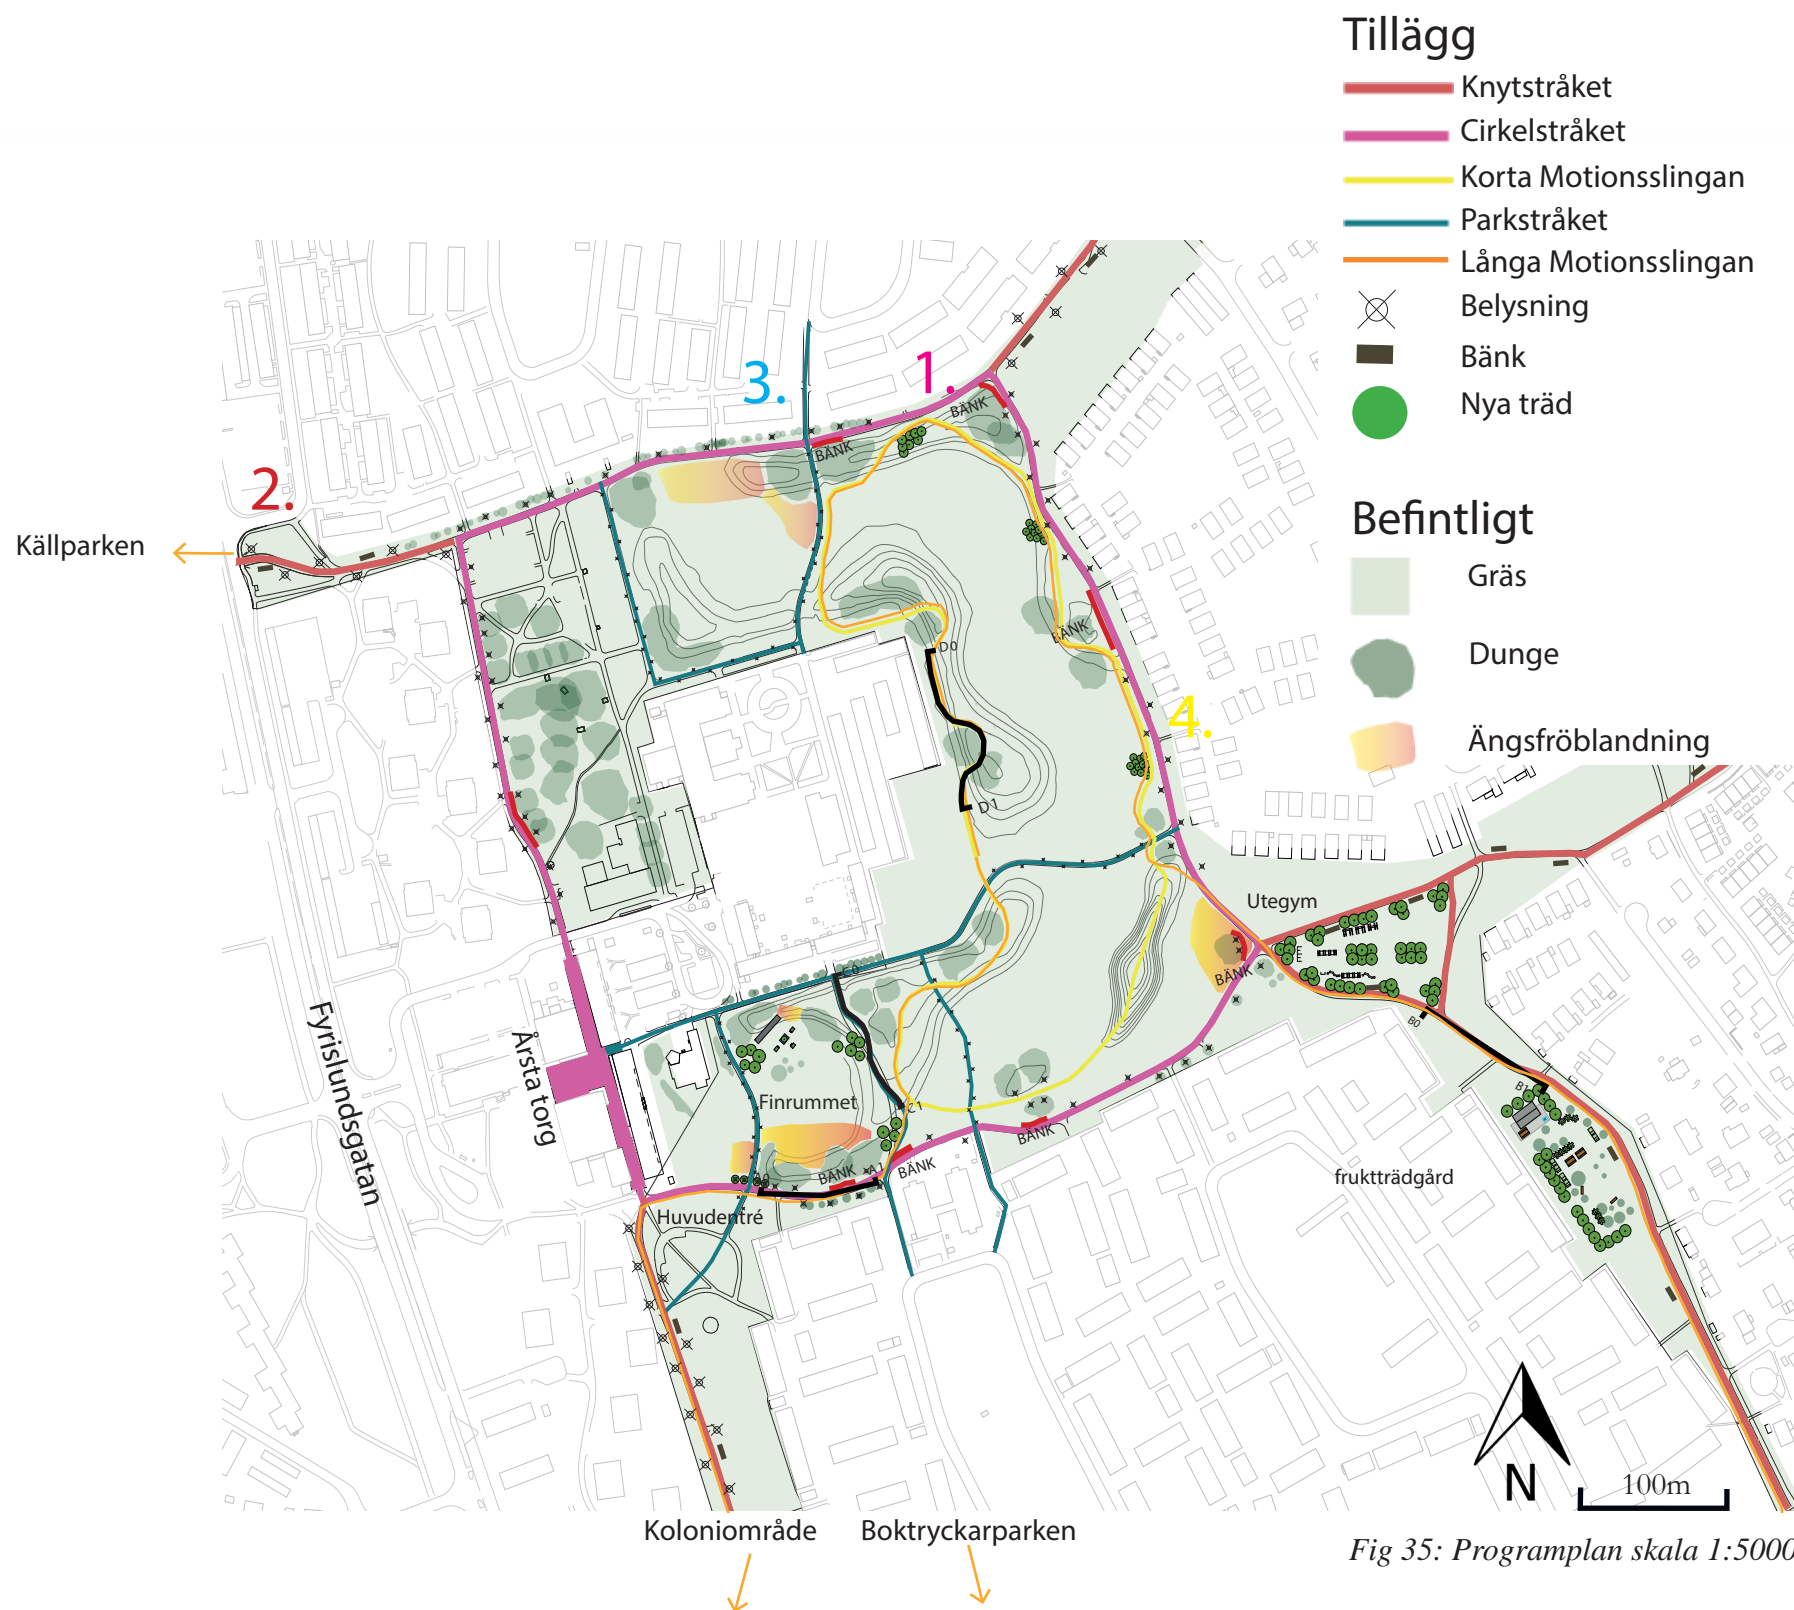 Tillägg
Knytstråket
Cirkelstråket
Korta Motionsslingan
Parkstråket
Långa Motionsslingan
Belysning
Bänk
Nya träd
Befintligt
Gräs
Dunge
Ängsfröblandning
1.
BÄNK
3.
BÄNK
2.
Källparken
BÄNK
D0
4.
D1
Utegym
E
E
BÄNK
C0
B0
Fyrislundsgatan
Årsta torg
Finrummet
C1
B1
BÄNK
BÄNK
A1
BÄNK
A0
fruktträdgård
Huvudentré
N
100m
Koloniområde
Boktryckarparken
Fig 35: Programplan skala 1:5000